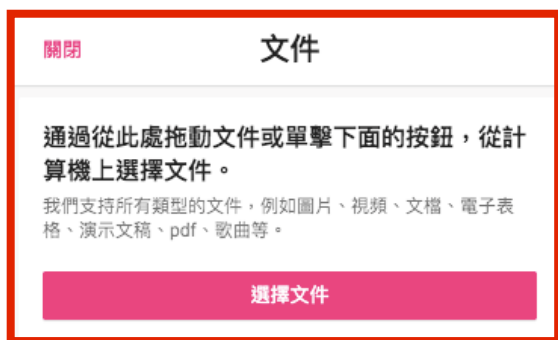 關閉
文件
通過從此處拖動文件或單擊下面的按鈕，從計
算機上選擇文件。
我們支持所有類型的文件，例如圖片、視頻、文檔、電子表
格、演示文稿、pdf、歌曲等。
選擇文件